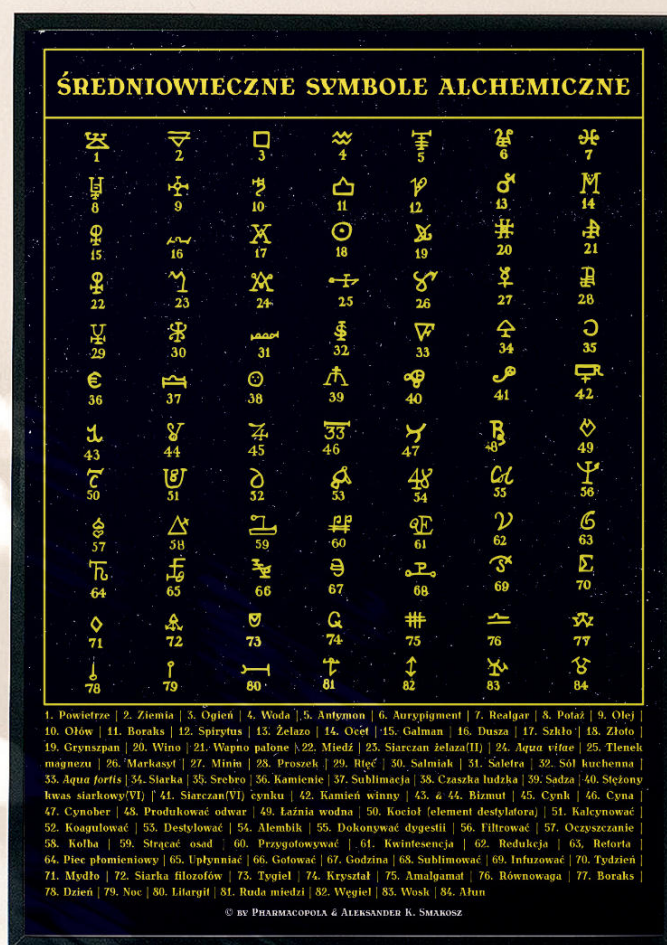 ŚREDNIOWIECZNE SYMBOLE ALCHEMICZNE
1 2 3 4 5 6 7
8 9 10 11 12 13 14
15 16 17 18 19 20 21
22 23 24 25 26 27 28
29 30 31 32 33 34 35
36 37 38 39 40 41 42
43 44 45 46 47 48 49
50 51 52 53 54 55 56
57 58 59 60 61 62 63
64 65 66 67 68 69 70
71 72 73 74 75 76 77
78 79 80 81 82 83 84
1. Powietrze | 2. Ziemia | 3. Ogień | 4. Woda | 5. Antymon | 6. Aurypigment | 7. Realgar | 8. Potaż | 9. Olej |
10. Ołów | 11. Boraks | 12. Spirytus | 13. Żelazo | 14. Ocet | 15. Galman | 16. Dusza | 17. Szkło | 18. Złoto |
19. Grynszpan | 20. Wino | 21. Wapno palone | 22. Miedź | 23. Siarczan żelaza(II) | 24. Aqua vitae | 25. Tlenek
magnezu | 26. Markasyt | 27. Minia | 28. Proszek | 29. Rtęć | 30. Salmiak | 31. Saletra | 32. Sól kuchenna |
33. Aqua fortis | 34. Siarka | 35. Srebro | 36. Kamienie | 37. Sublimacja | 38. Czaszka ludzka | 39. Sadza | 40. Stężony
kwas siarkowy(VI) | 41. Siarczan(VI) cynku | 42. Kamień winny | 43. & 44. Bizmut | 45. Cynk | 46. Cyna |
47. Cynober | 48. Produkować odwar | 49. Łaźnia wodna | 50. Kocioł (element destylatora) | 51. Kalcynować |
52. Koagulować | 53. Destylować | 54. Alembik | 55. Dokonywać dygestii | 56. Filtrować | 57. Oczyszczanie |
58. Kolba | 59. Strącać osad | 60. Przygotowywać | 61. Kwintesencja | 62. Redukcja | 63, Retorta |
64. Piec płomieniowy | 65. Upłynniać | 66. Gotować | 67. Godzina | 68. Sublimować | 69. Infuzować | 70. Tydzień |
71. Mydło | 72. Siarka filozofów | 73. Tygiel | 74. Kryształ | 75. Amalgamat | 76. Równowaga | 77. Boraks |
78. Dzień | 79. Noc | 80. Litargit | 81. Ruda miedzi | 82. Węgiel | 83. Wosk | 84. Ałun
© BY PHARMACOPOLA & ALEKSANDER K. SMAKOSZ